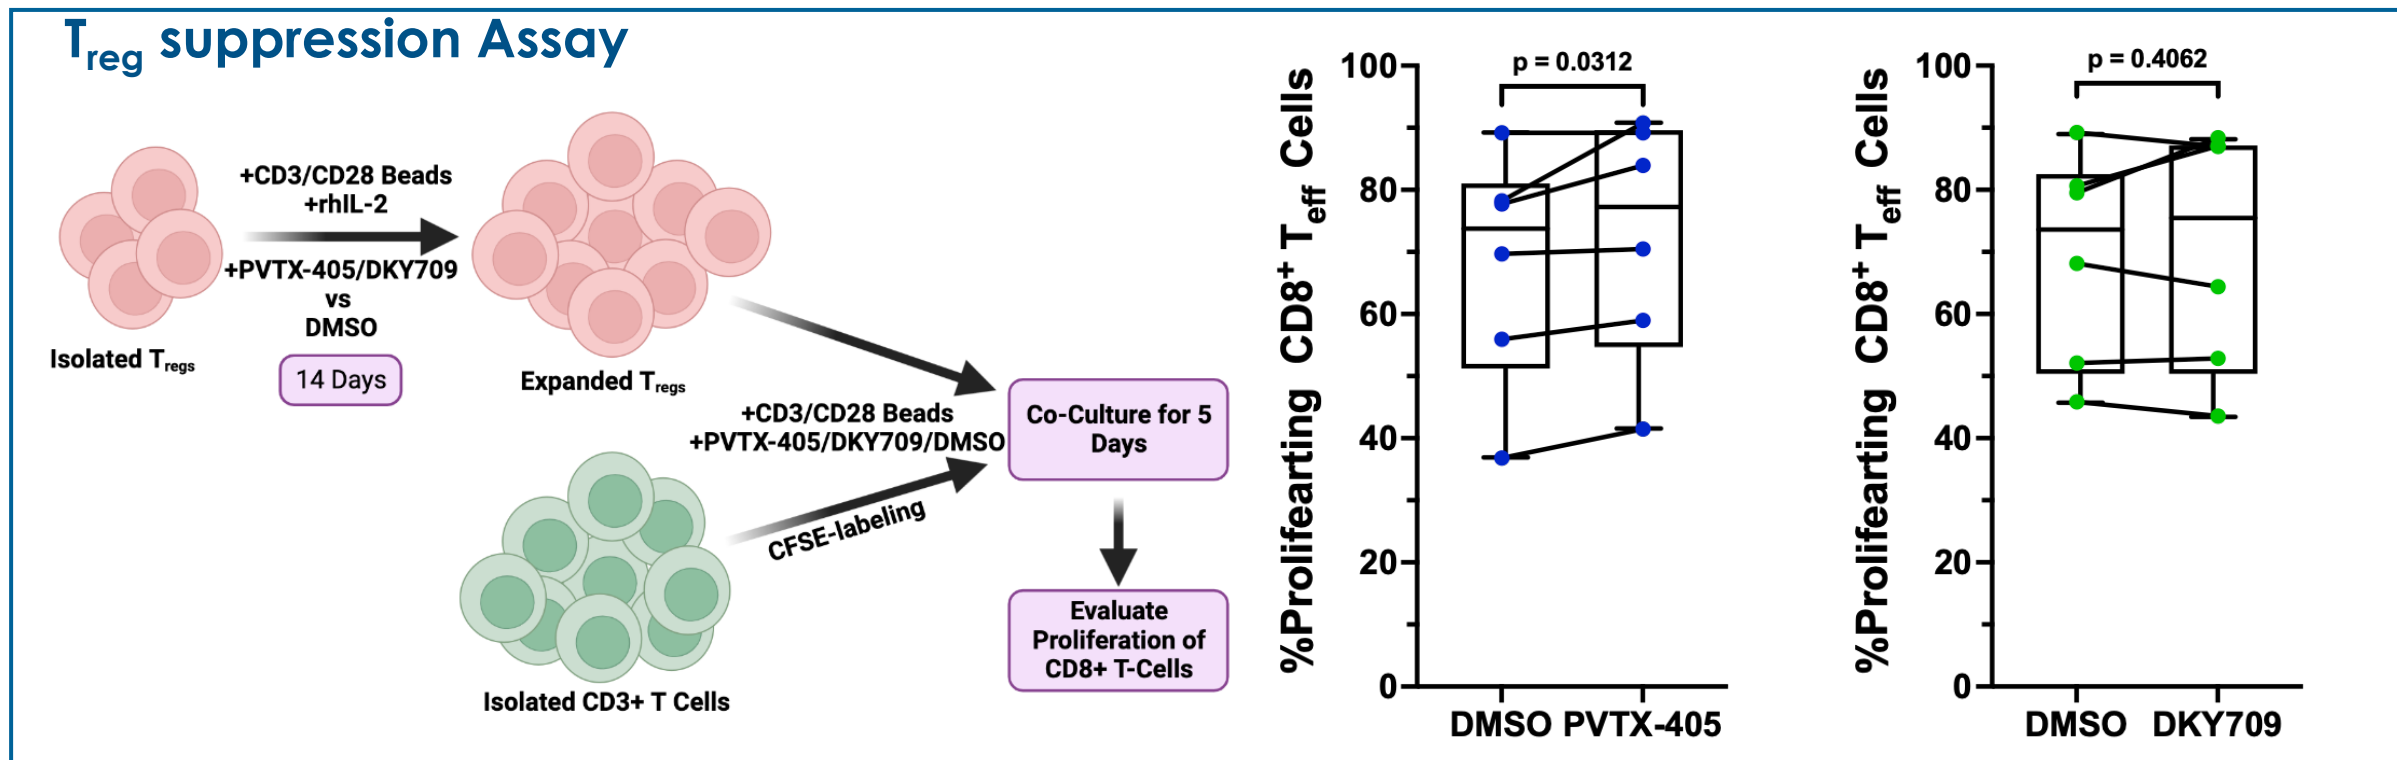 Treg suppression Assay
+CD3/CD28 Beads
+rhIL-2
+PVTX-405/DKY709
vs
DMSO
14 Days
Isolated Tregs
Expanded Tregs
+CD3/CD28 Beads
+PVTX-405/DKY709/DMSO
CFSE-labeling
Isolated CD3+ T Cells
Co-Culture for 5
Days
Evaluate
Proliferation of
CD8+ T-Cells
%Prolifearting CD8+ Teff Cells
100
80
60
40
20
0
p = 0.0312
DMSO PVTX-405
%Prolifearting CD8+ Teff Cells
100
80
60
40
20
0
p = 0.4062
DMSO DKY709